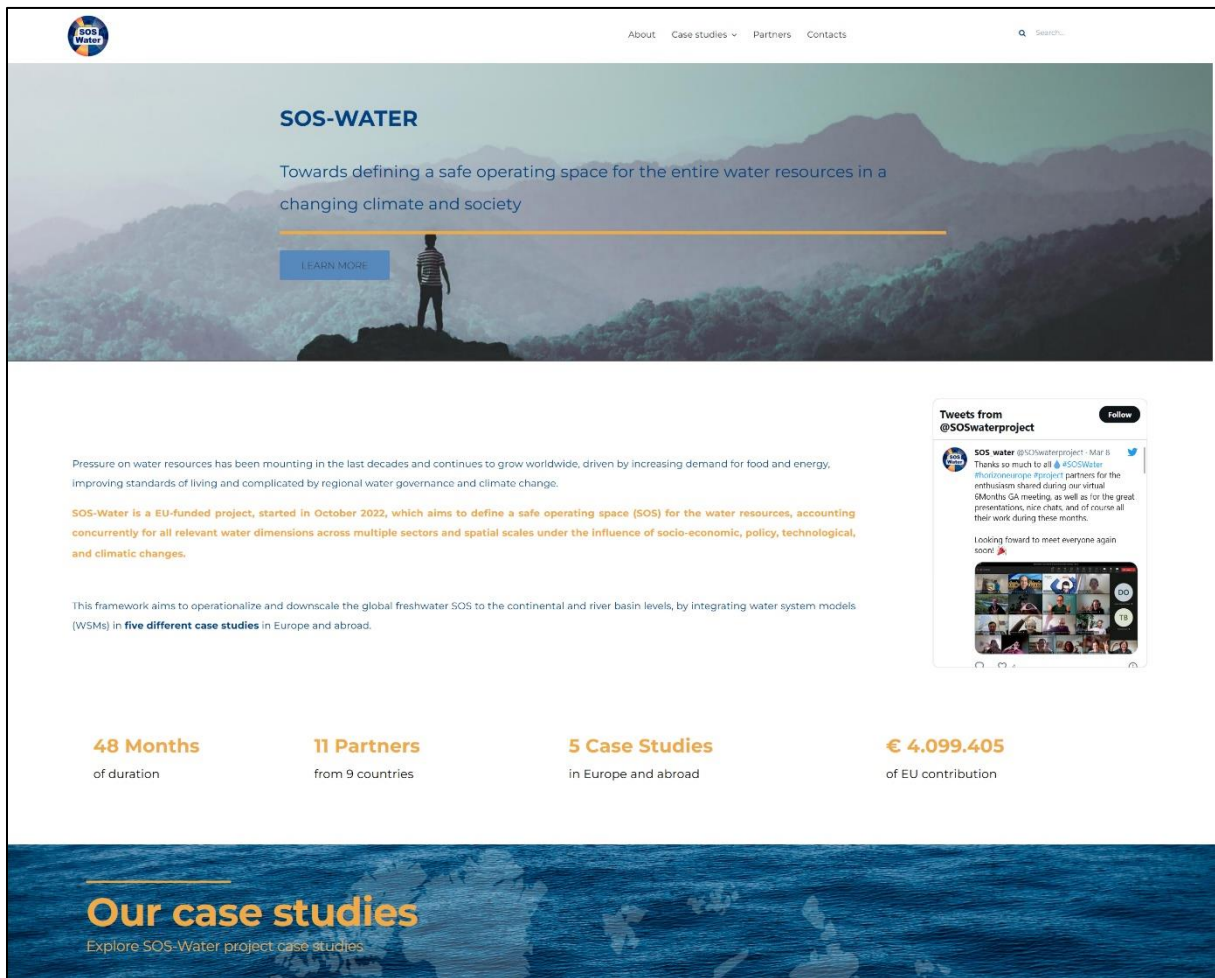 SOS
Water
About Case studies Partners Contacts
Search...
SOS-WATER
Towards defining a safe operating space for the entire water resources in a
changing climate and society
LEARN MORE
Pressure on water resources has been mounting in the last decades and continues to grow worldwide, driven by increasing demand for food and energy,
improving standards of living and complicated by regional water governance and climate change.
SOS-Water is a EU-funded project, started in October 2022, which aims to define a safe operating space (SOS) for the water resources, accounting
concurrently for all relevant water dimensions across multiple sectors and spatial scales under the influence of socio-economic, policy, technological,
and climatic changes.
This framework aims to operationalize and downscale the global freshwater SOS to the continental and river basin levels, by integrating water system models
(WSMs) in five different case studies in Europe and abroad.
Tweets from
@SOSwaterproject
Follow
SOS
Water
SOS_water @SOSwaterproject · Mar 8
Thanks so much to all 💧 #SOSWater
#horizoneurope #project partners for the
enthusiasm shared during our virtual
6Months GA meeting, as well as for the great
presentations, nice chats, and of course all
their work during these months.
Looking foward to meet everyone again
soon! 🎉
DO
TB
48 Months
of duration
11 Partners
from 9 countries
5 Case Studies
in Europe and abroad
€ 4.099.405
of EU contribution
Our case studies
Explore SOS-Water project case studies